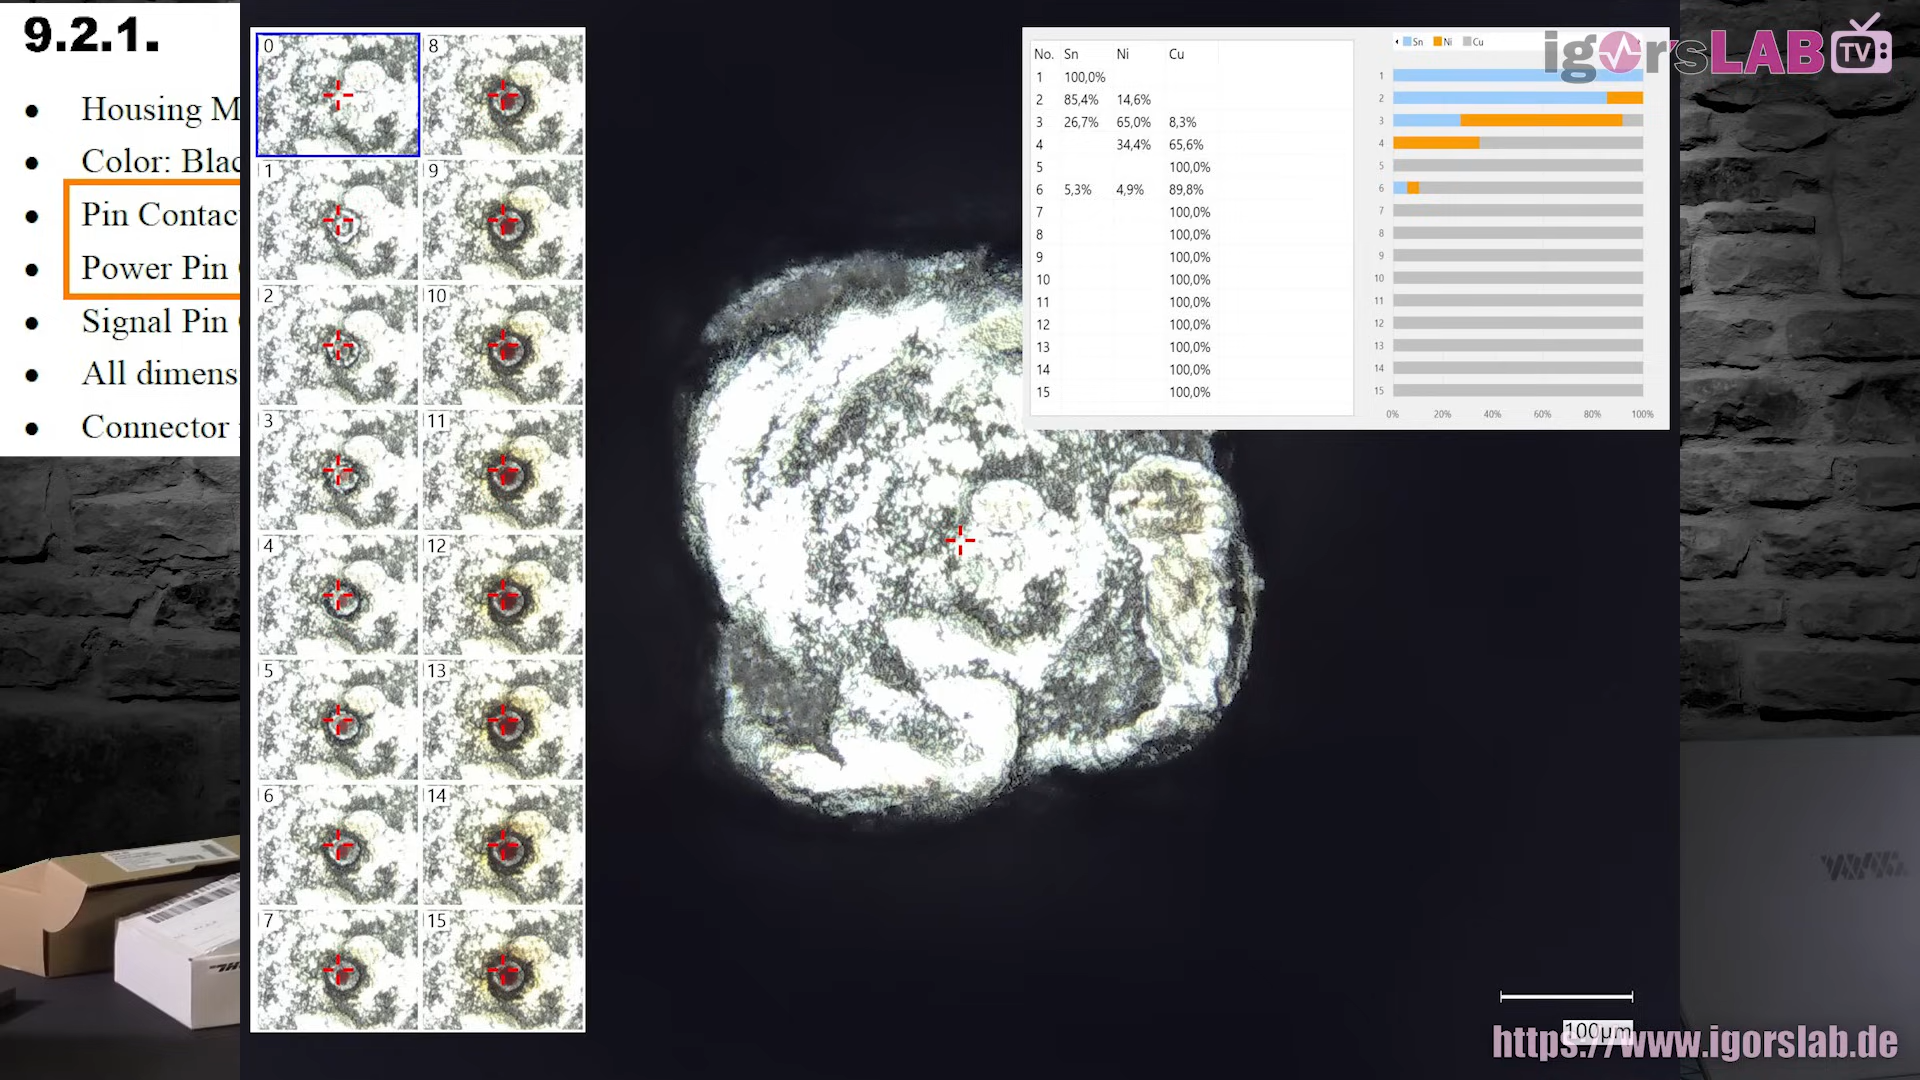 9.2.1.
● Housing M
● Color: Blac
● Pin Contac
● Power Pin
● Signal Pin
● All dimens
● Connector
0
8
1
9
2
10
3
11
4
12
5
13
6
14
7
15
No. Sn Ni Cu
1 100,0%
2 85,4% 14,6%
3 26,7% 65,0% 8,3%
4 34,4% 65,6%
5 100,0%
6 5,3% 4,9% 89,8%
7 100,0%
8 100,0%
9 100,0%
10 100,0%
11 100,0%
12 100,0%
13 100,0%
14 100,0%
15 100,0%
Sn Ni Cu
1
2
3
4
5
6
7
8
9
10
11
12
13
14
15
0% 20% 40% 60% 80% 100%
igorsLAB TV
100µm
https://www.igorslab.de